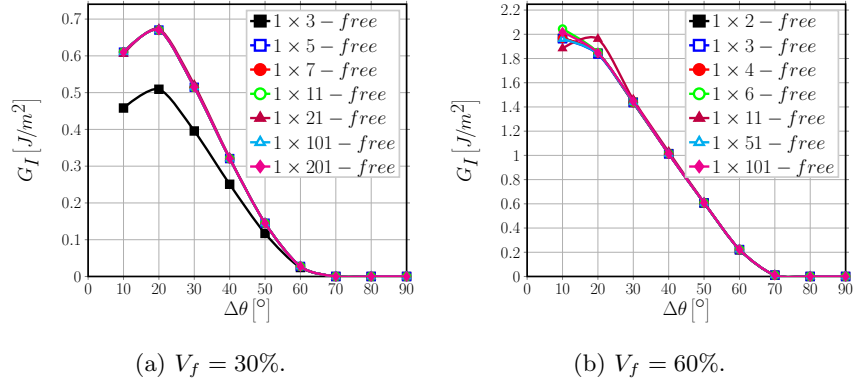 0.7
0.6
0.5
0.4
0.3
0.2
0.1
0
G_I [J/m²]
0 10 20 30 40 50 60 70 80 90
Δθ[°]
1 × 3 − free
1 × 5 − free
1 × 7 − free
1 × 11 − free
1 × 21 − free
1 × 101 − free
1 × 201 − free
(a) V_f = 30%.
2.2
2
1.8
1.6
1.4
1.2
1
0.8
0.6
0.4
0.2
0
G_I [J/m²]
0 10 20 30 40 50 60 70 80 90
Δθ[°]
1 × 2 − free
1 × 3 − free
1 × 4 − free
1 × 6 − free
1 × 11 − free
1 × 51 − free
1 × 101 − free
(b) V_f = 60%.